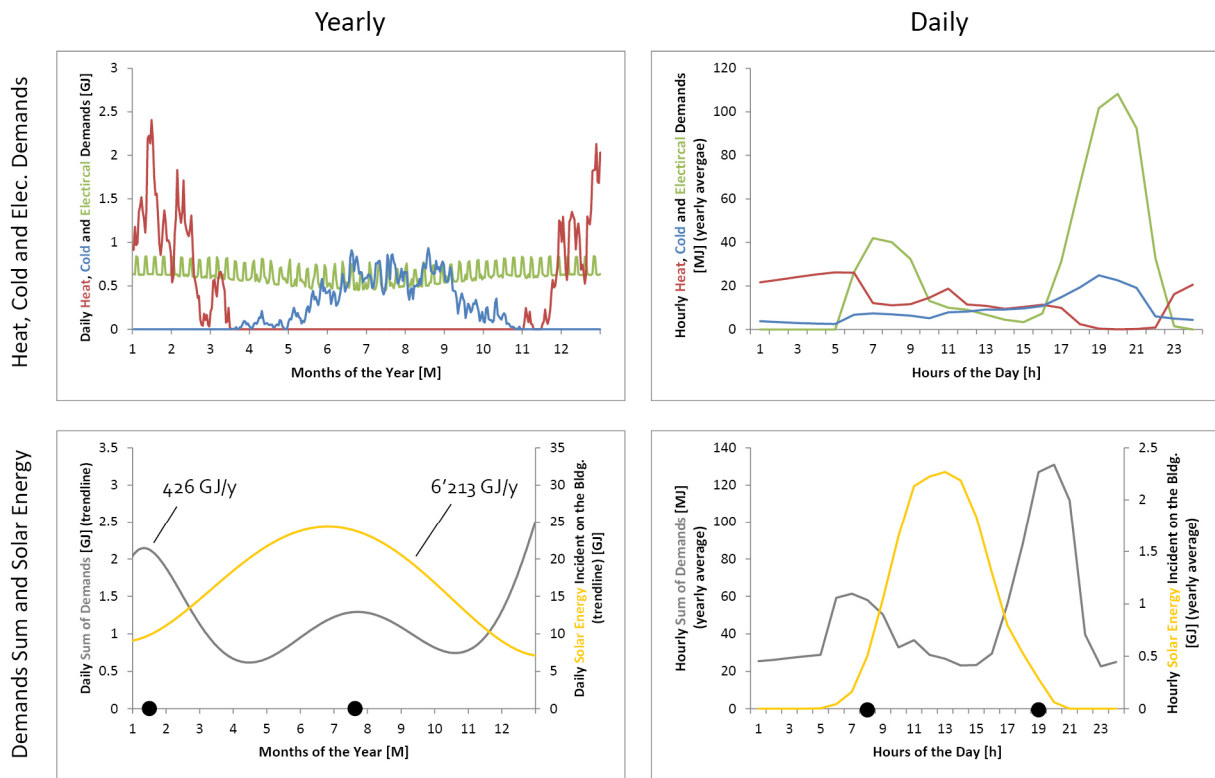 Yearly
Daily
Heat, Cold and Elec. Demands
Daily Heat, Cold and Electircal Demands [GJ]
3
2.5
2
1.5
1
0.5
0
1 2 3 4 5 6 7 8 9 10 11 12
Months of the Year [M]
Hourly Heat, Cold and Electircal Demands
[MJ] (yearly avergae)
120
100
80
60
40
20
0
1 3 5 7 9 11 13 15 17 19 21 23
Hours of the Day [h]
Demands Sum and Solar Energy
Daily Sum of Demands [GJ] (trendline)
3.5
3
2.5
2
1.5
1
0.5
0
426 GJ/y
6'213 GJ/y
35
30
25
20
15
10
5
0
Daily Solar Energy Incident on the Bldg.
(trendline) [GJ]
1 2 3 4 5 6 7 8 9 10 11 12
Months of the Year [M]
Hourly Sum of Demands [MJ]
(yearly average)
140
120
100
80
60
40
20
0
2.5
2
1.5
1
0.5
0
Hourly Solar Energy Incident on the Bldg.
[GJ] (yearly average)
1 3 5 7 9 11 13 15 17 19 21 23
Hours of the Day [h]